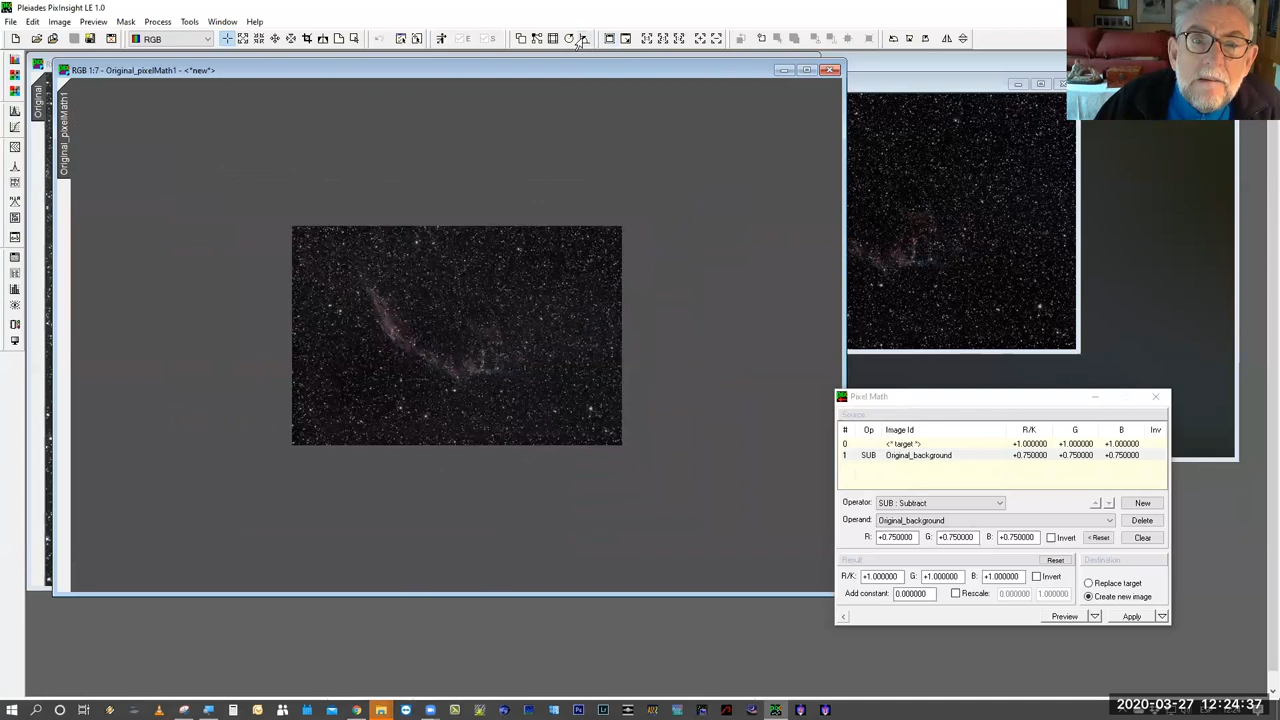 Pleiades PixInsight LE 1.0
File Edit Image Preview Mask Process Tools Window Help
RGB
RGB 1:7 - Original_pixelMath1 - <*new*>
Original
Original_pixelMath1
Pixel Math
Source
# Op Image Id R/K G B Inv
0 <* target *> +1.000000 +1.000000 +1.000000
1 SUB Original_background +0.750000 +0.750000 +0.750000
Operator: SUB : Subtract New
Operand: Original_background Delete
R: +0.750000 G: +0.750000 B: +0.750000 Invert < Reset Clear
Result Reset Destination
R/K: +1.000000 G: +1.000000 B: +1.000000 Invert Replace target
Add constant: 0.000000 Rescale: 0.000000 1.000000 Create new image
< Preview Apply
2020-03-27 12:24:37